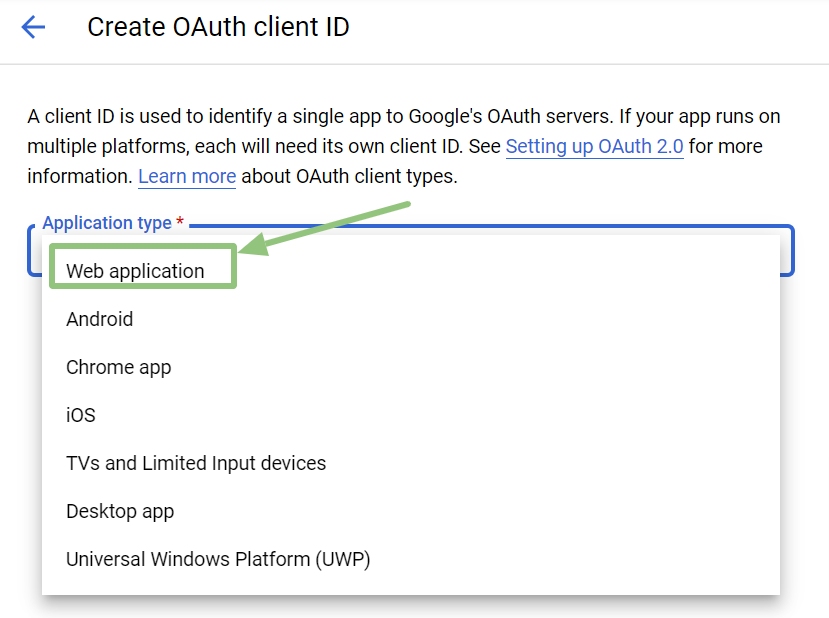 Create OAuth client ID
A client ID is used to identify a single app to Google's OAuth servers. If your app runs on
multiple platforms, each will need its own client ID. See Setting up OAuth 2.0 for more
information. Learn more about OAuth client types.
Application type *
Web application
Android
Chrome app
iOS
TVs and Limited Input devices
Desktop app
Universal Windows Platform (UWP)